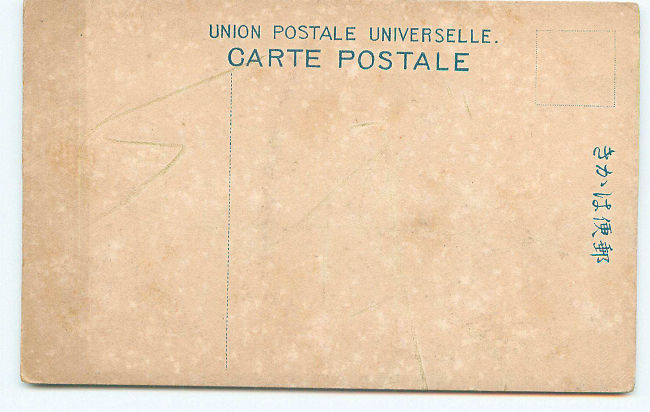 UNION POSTALE UNIVERSELLE.
CARTE POSTALE
郵便はかき